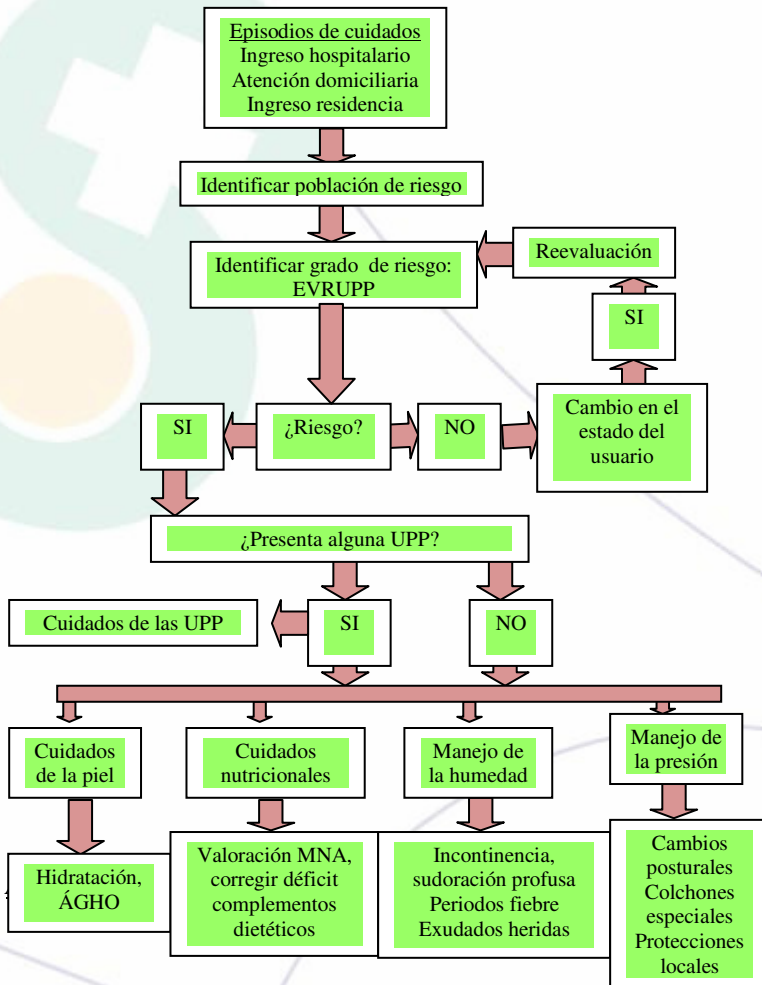 Episodios de cuidados
Ingreso hospitalario
Atención domiciliaria
Ingreso residencia
Identificar población de riesgo
Identificar grado de riesgo:
EVRUPP
Reevaluación
SI
Cambio en el
estado del
usuario
SI
¿Riesgo?
NO
¿Presenta alguna UPP?
Cuidados de las UPP
SI
NO
Cuidados
de la piel
Cuidados
nutricionales
Manejo de
la humedad
Manejo de
la presión
Hidratación,
ÁGHO
Valoración MNA,
corregir déficit
complementos
dietéticos
Incontinencia,
sudoración profusa
Periodos fiebre
Exudados heridas
Cambios
posturales
Colchones
especiales
Protecciones
locales